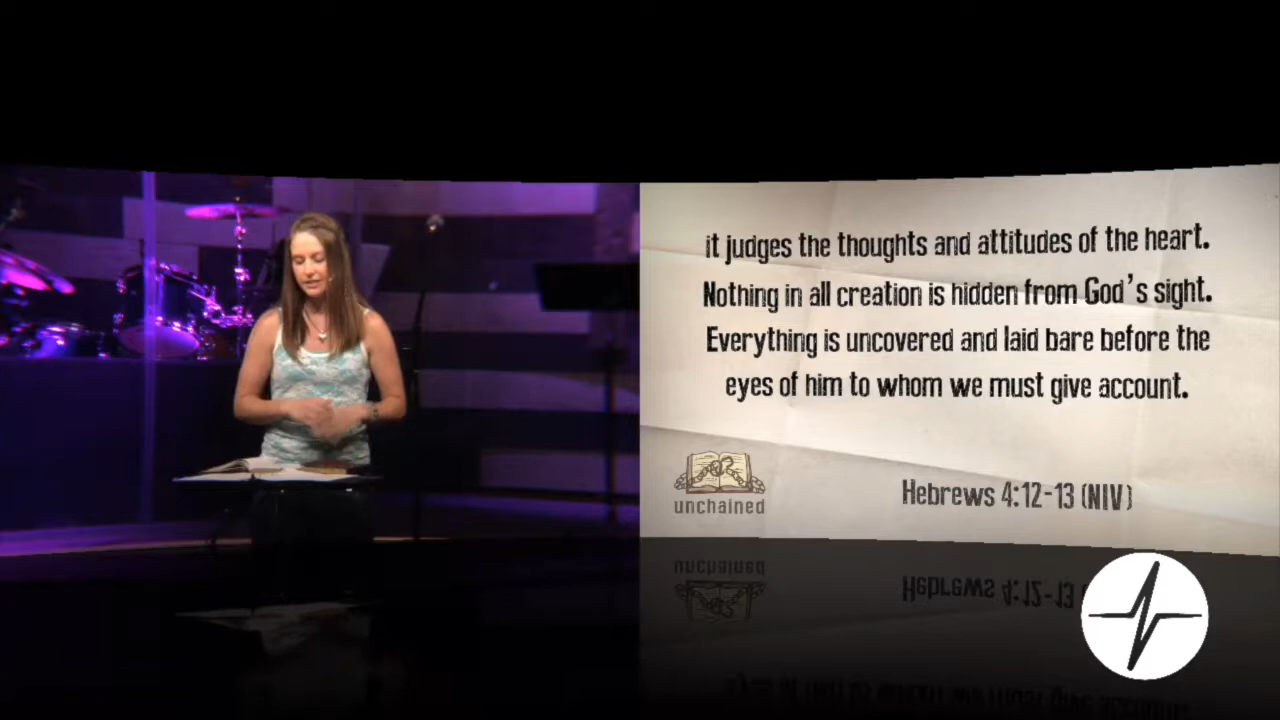 it judges the thoughts and attitudes of the heart.
Nothing in all creation is hidden from God's sight.
Everything is uncovered and laid bare before the
eyes of him to whom we must give account.
unchained
Hebrews 4:12-13 (NIV)